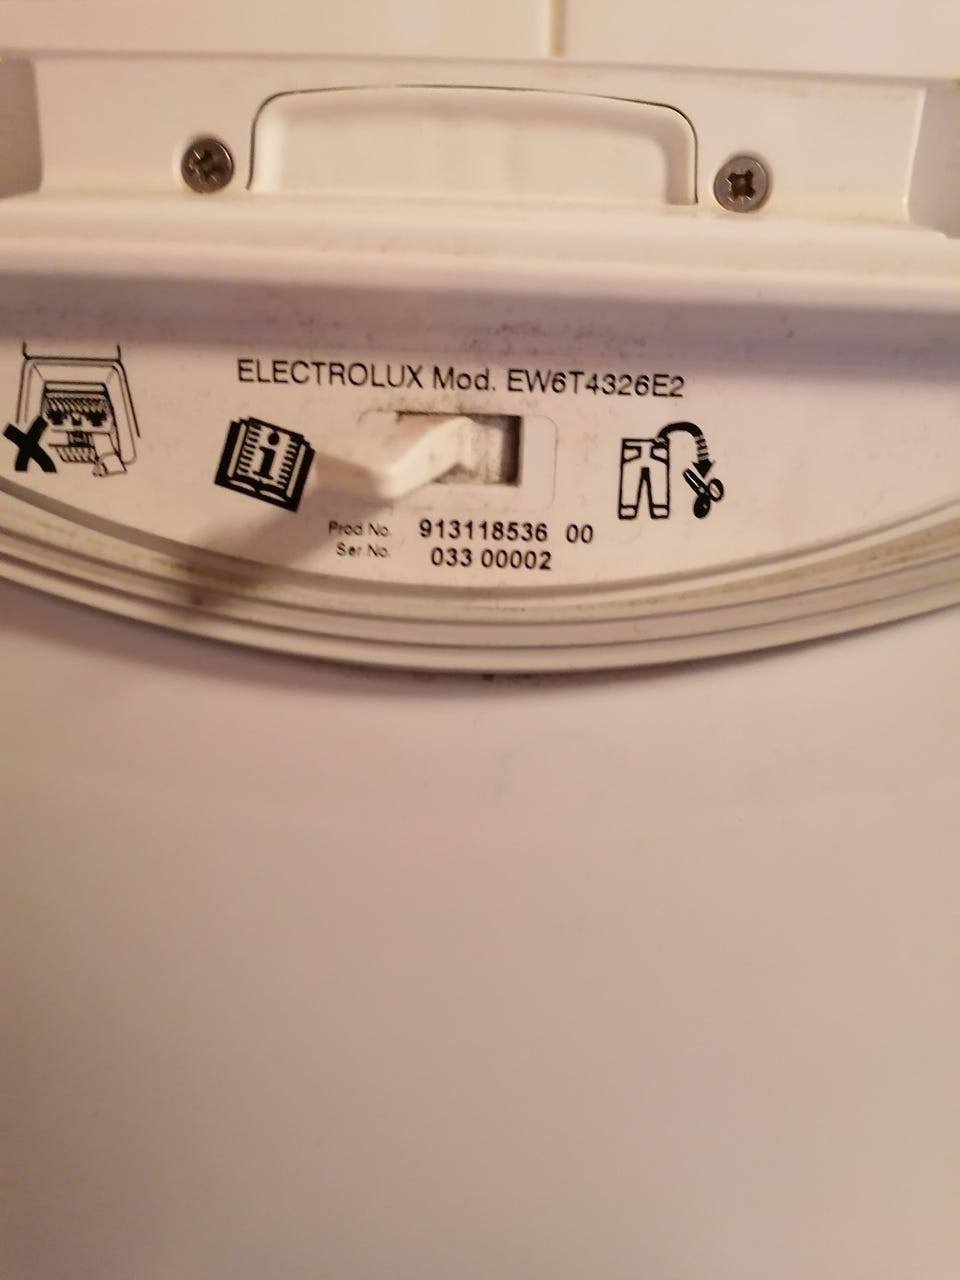 ELECTROLUX Mod. EW6T4326E2
Prod.No. 913118536 00
Ser.No. 033 00002